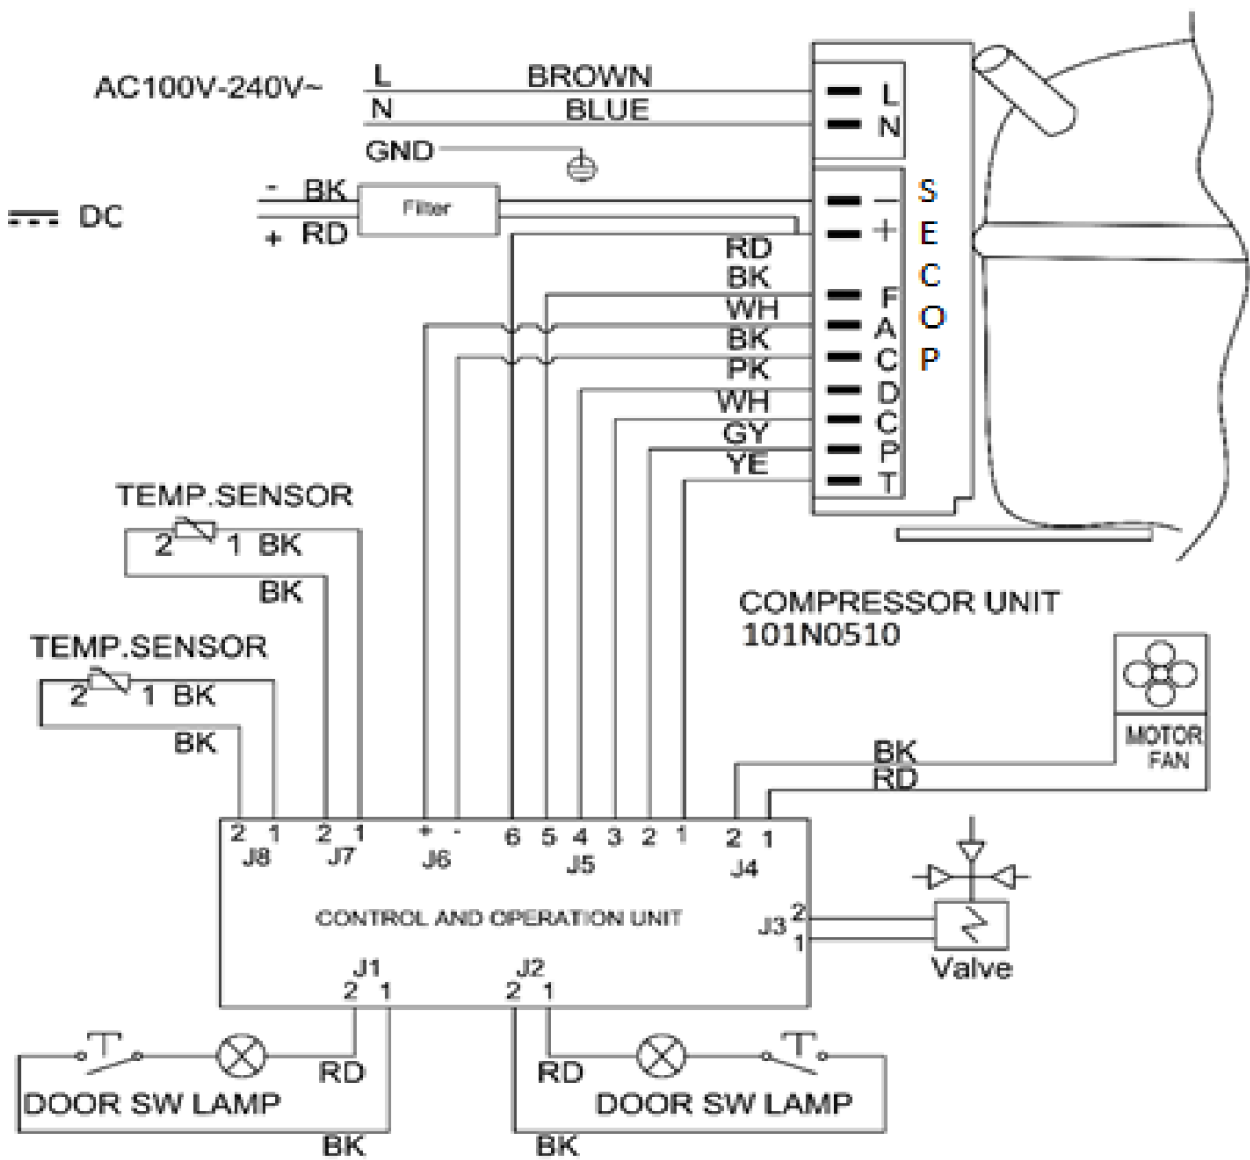 AC100V-240V~
L BROWN
N BLUE
L
N
GND
- BK
DC
+ RD
Filter
−
+
RD
BK
WH
BK
PK
WH
GY
YE
F
A
C
D
C
P
T
S
E
C
O
P
TEMP.SENSOR
2 1 BK
BK
TEMP.SENSOR
2 1 BK
BK
COMPRESSOR UNIT
101N0510
MOTOR
FAN
BK
RD
2 1 2 1 + - 6 5 4 3 2 1 2 1
J8 J7 J6 J5 J4
CONTROL AND OPERATION UNIT
J3 2
1
Valve
J1 J2
2 1 2 1
RD RD
DOOR SW LAMP DOOR SW LAMP
BK BK